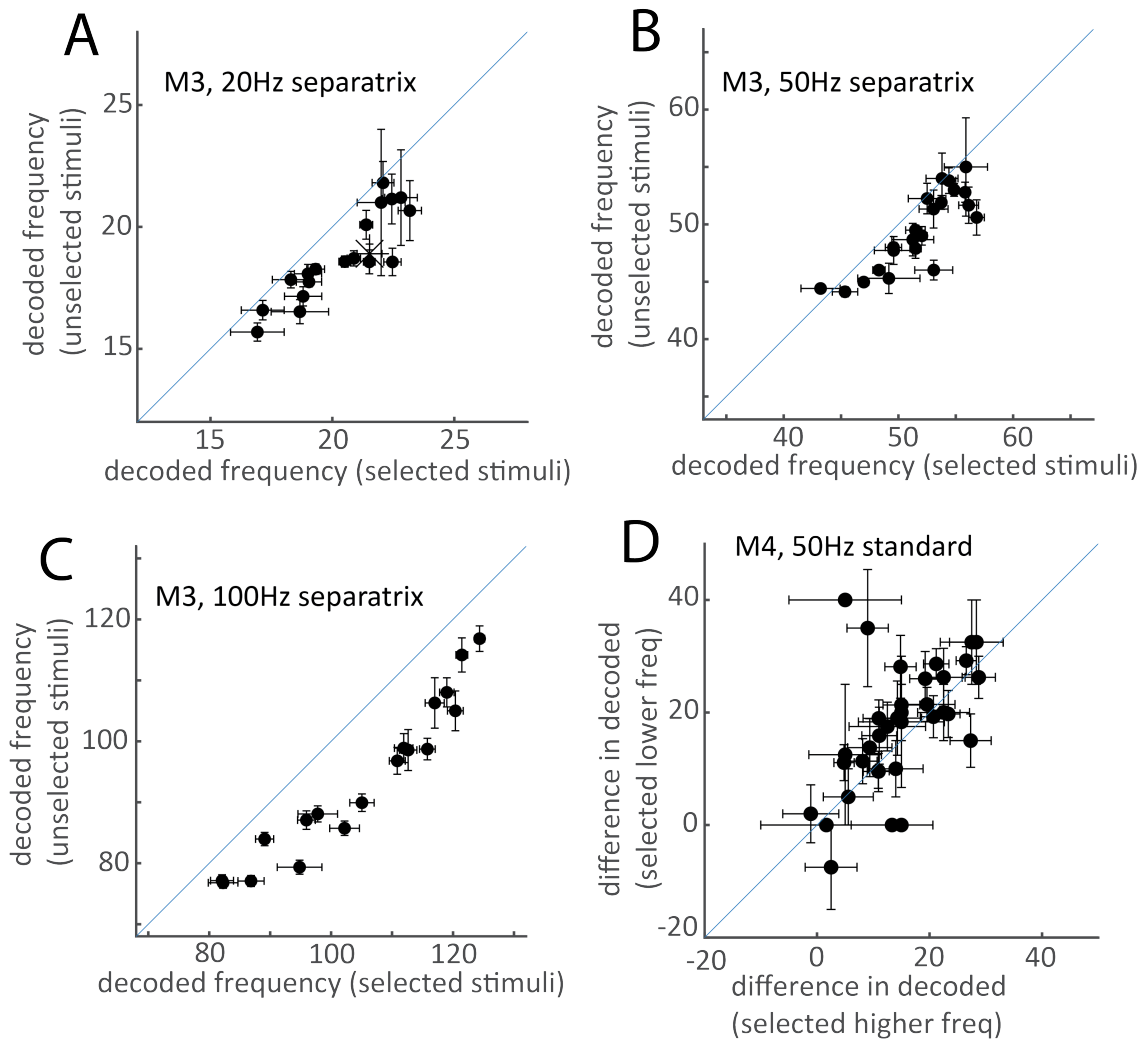 A
M3, 20Hz separatrix
decoded frequency
(unselected stimuli)
25
20
15
15 20 25
decoded frequency (selected stimuli)
B
M3, 50Hz separatrix
decoded frequency
(unselected stimuli)
60
50
40
40 50 60
decoded frequency (selected stimuli)
C
M3, 100Hz separatrix
decoded frequency
(unselected stimuli)
120
100
80
80 100 120
decoded frequency (selected stimuli)
D
M4, 50Hz standard
difference in decoded
(selected lower freq)
40
20
0
-20
-20 0 20 40
difference in decoded
(selected higher freq)